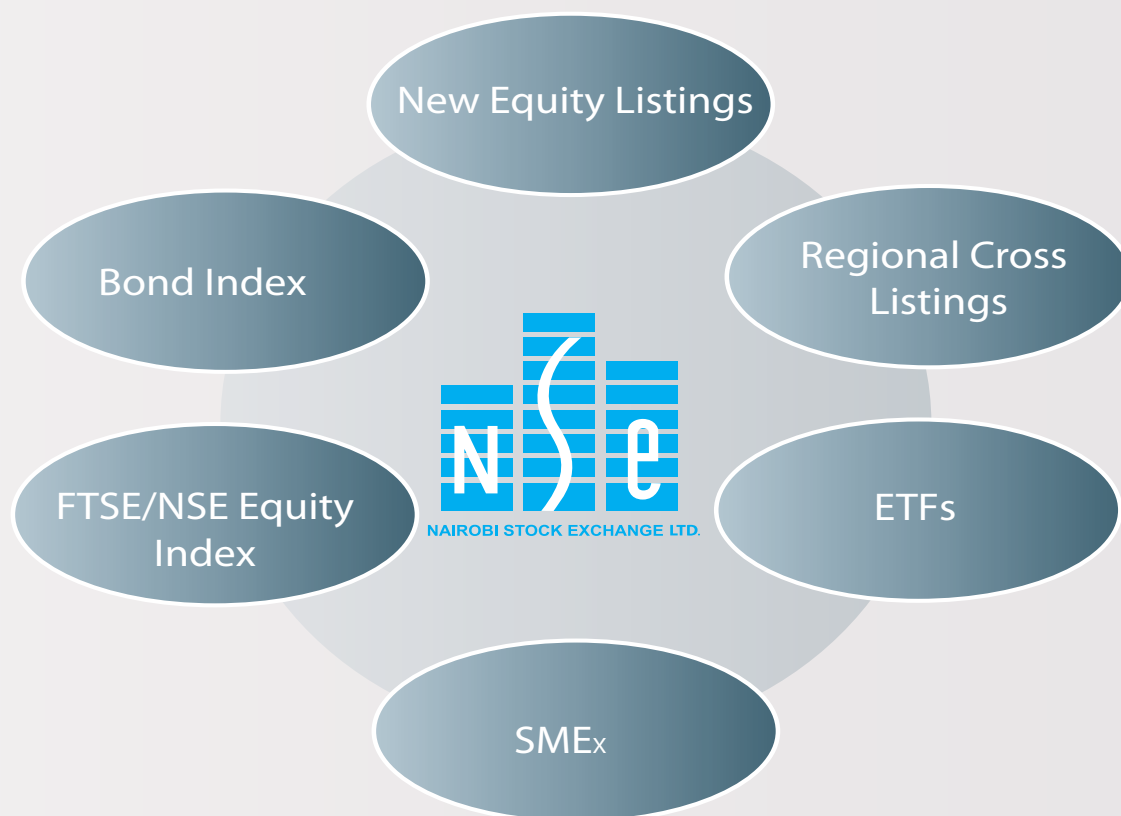 New Equity Listings
Bond Index
Regional Cross
Listings
NSe
NAIROBI STOCK EXCHANGE LTD.
FTSE/NSE Equity
Index
ETFs
SMEx